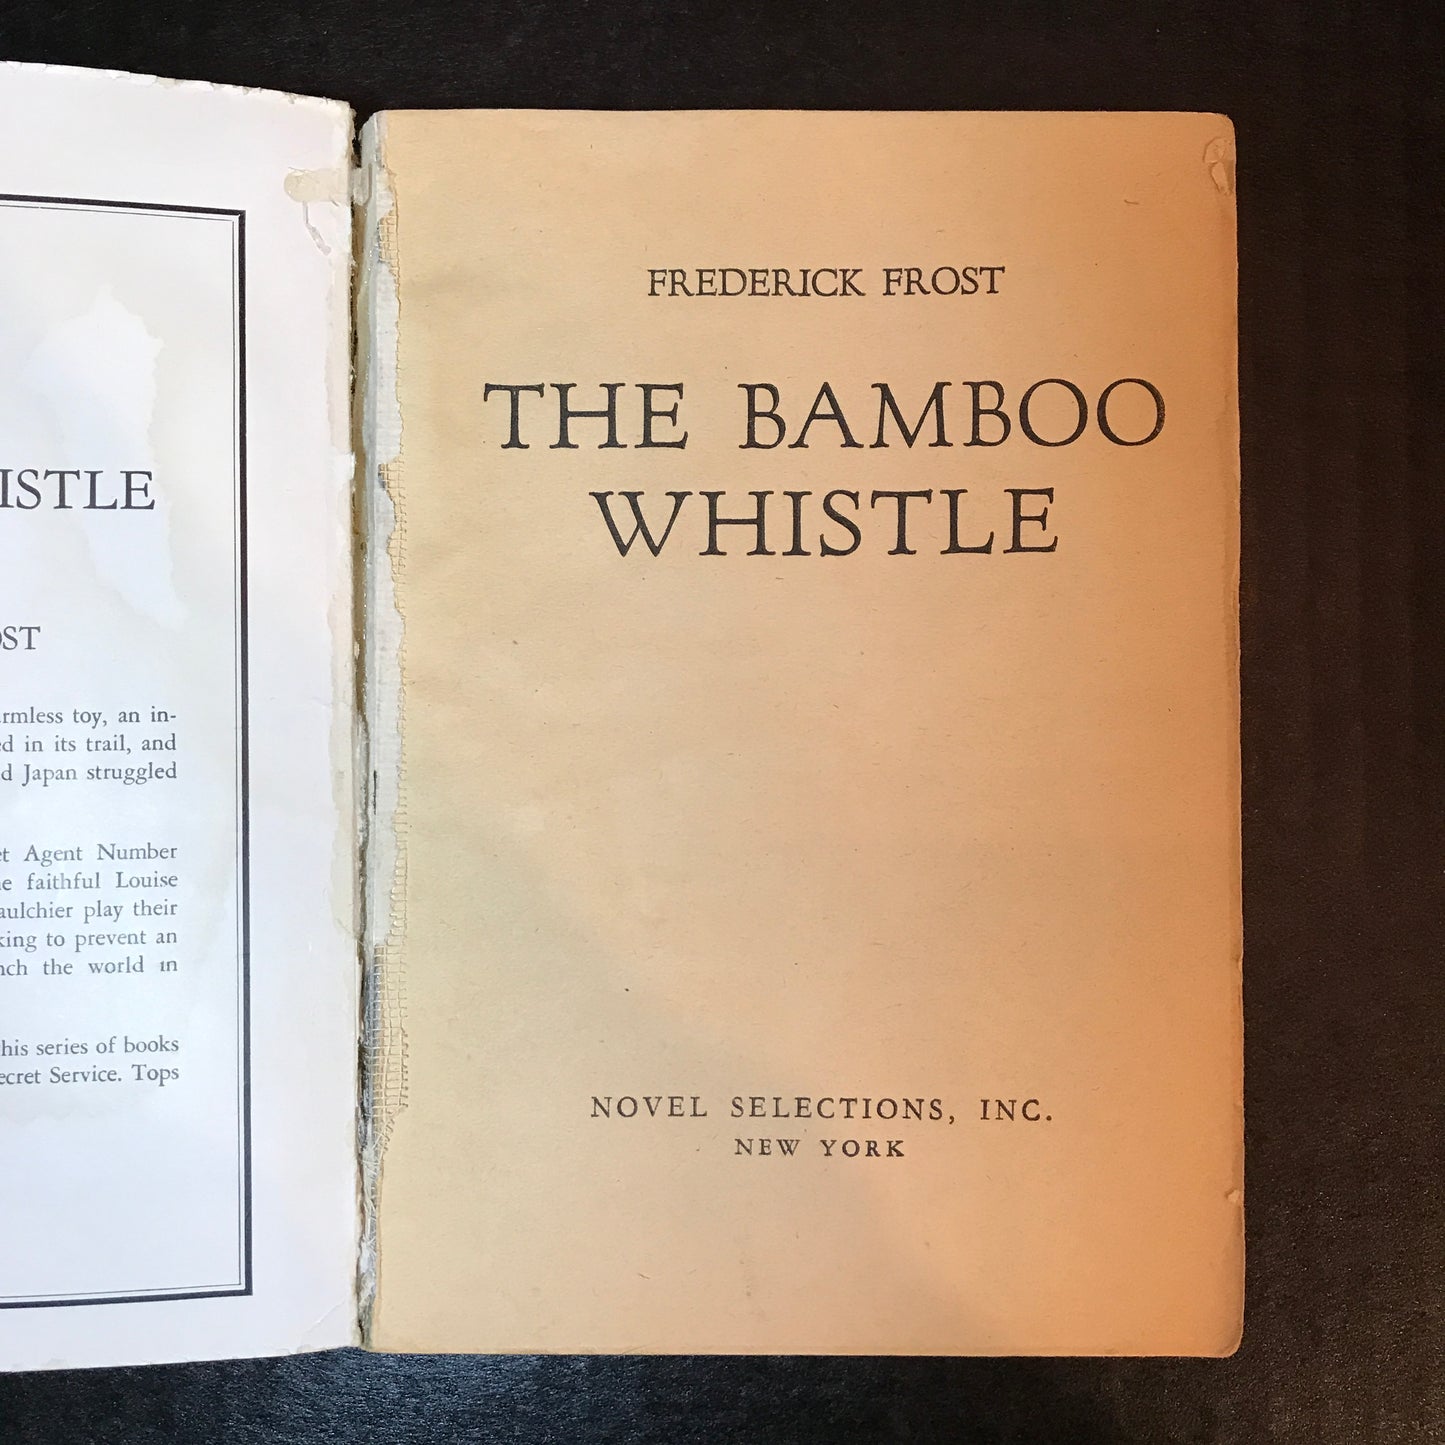 ISTLE
OST
rmless toy, an in-
ed in its trail, and
d Japan struggled
Agent Number
faithful Louise
aulchier play their
king to prevent an
nch the world in
his series of books
ecret Service. Tops
FREDERICK FROST
THE BAMBOO
WHISTLE
NOVEL SELECTIONS, INC.
NEW YORK